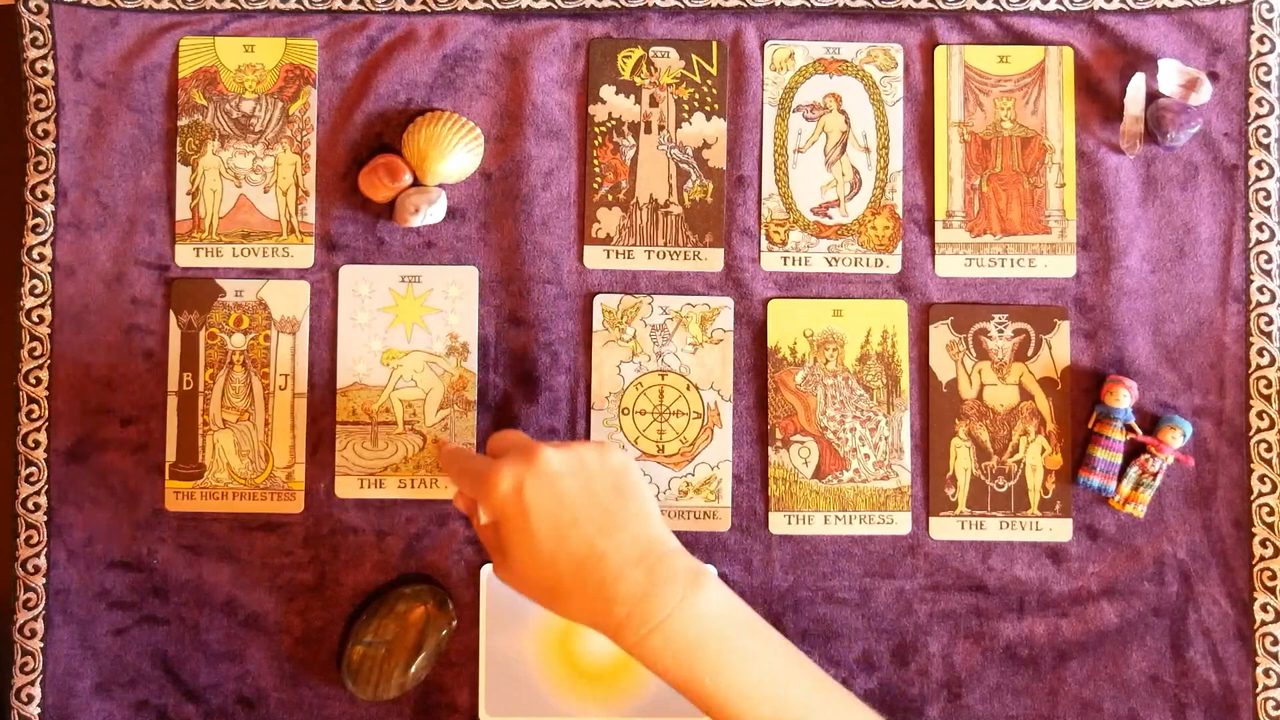 VI
THE LOVERS.
XVI
THE TOWER.
XXI
THE WORLD.
XI
JUSTICE.
II
B J
THE HIGH PRIESTESS
XVII
THE STAR.
X
FORTUNE.
III
THE EMPRESS.
XV
THE DEVIL.